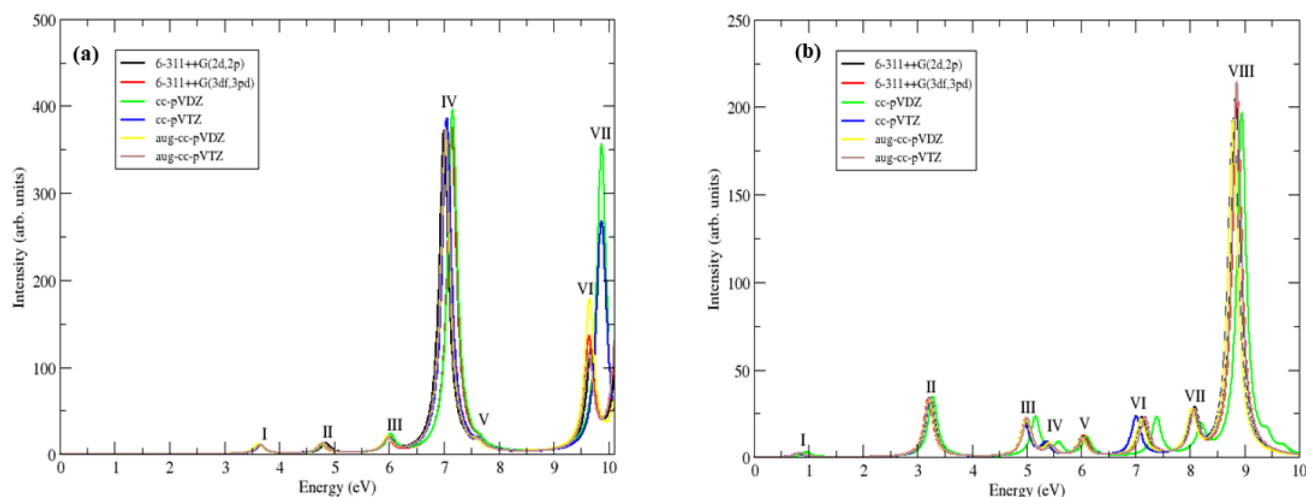 (a)
6-311++G(2d,2p)
6-311++G(3df,3pd)
cc-pVDZ
cc-pVTZ
aug-cc-pVDZ
aug-cc-pVTZ
500
400
300
200
100
0
Intensity (arb. units)
I
II
III
IV
V
VI
VII
0 1 2 3 4 5 6 7 8 9 10
Energy (eV)
(b)
6-311++G(2d,2p)
6-311++G(3df,3pd)
cc-pVDZ
cc-pVTZ
aug-cc-pVDZ
aug-cc-pVTZ
250
200
150
100
50
0
Intensity (arb. units)
I
II
III
IV
V
VI
VII
VIII
0 1 2 3 4 5 6 7 8 9 10
Energy (eV)